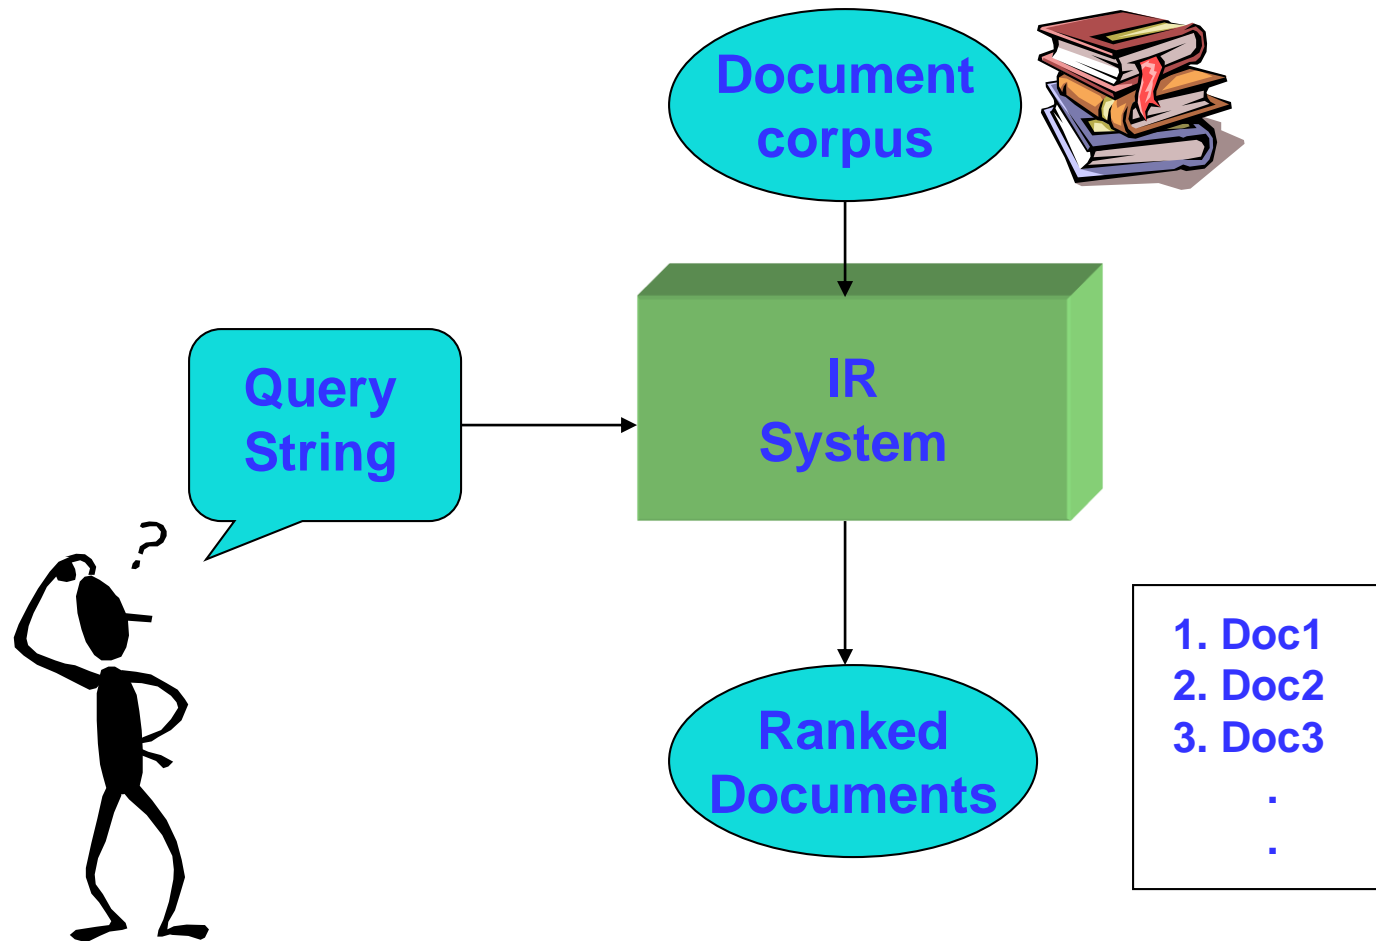 Document
corpus
Query
String
?
IR
System
Ranked
Documents
1. Doc1
2. Doc2
3. Doc3
.
.